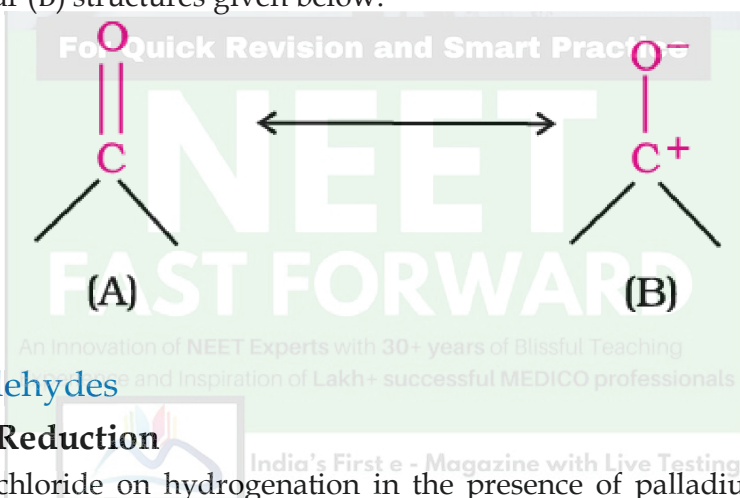 (B) structures given below:
For Quick Revision and Smart Practice
O O−
C C+
NEET
FAST FORWARD
(A) (B)
An Innovation of NEET Experts with 30+ years of Blissful Teaching
and Inspiration of Lakh+ successful MEDICO professionals
lehydes
Reduction
India's First e - Magazine with Live Testing
chloride on hydrogenation in the presence of palladiu